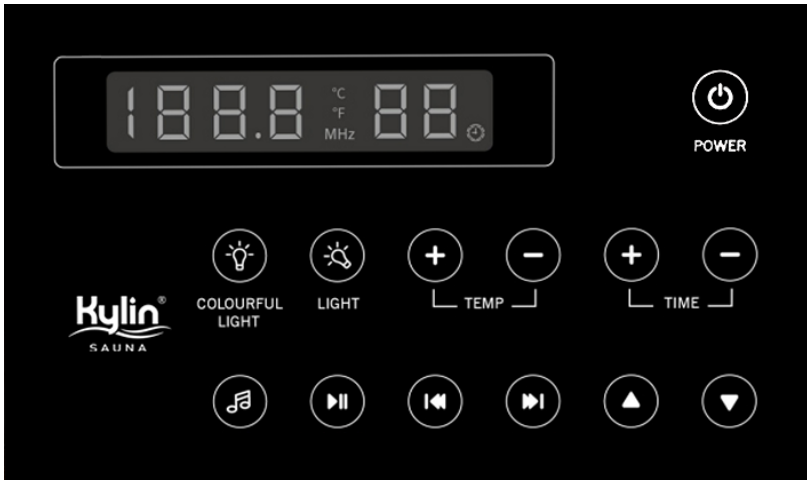 188.8 88
°C
°F
MHz
POWER
COLOURFUL
LIGHT
LIGHT
TEMP
TIME
Kylin®
SAUNA